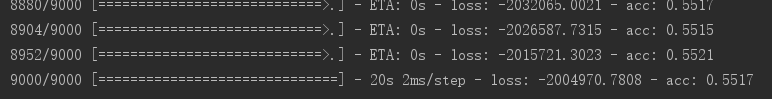 8880/9000 [============================>.] - ETA: 0s - loss: -2032065.0021 - acc: 0.5517
8904/9000 [============================>.] - ETA: 0s - loss: -2026587.7315 - acc: 0.5515
8952/9000 [============================>.] - ETA: 0s - loss: -2015721.3023 - acc: 0.5521
9000/9000 [==============================] - 20s 2ms/step - loss: -2004970.7808 - acc: 0.5517